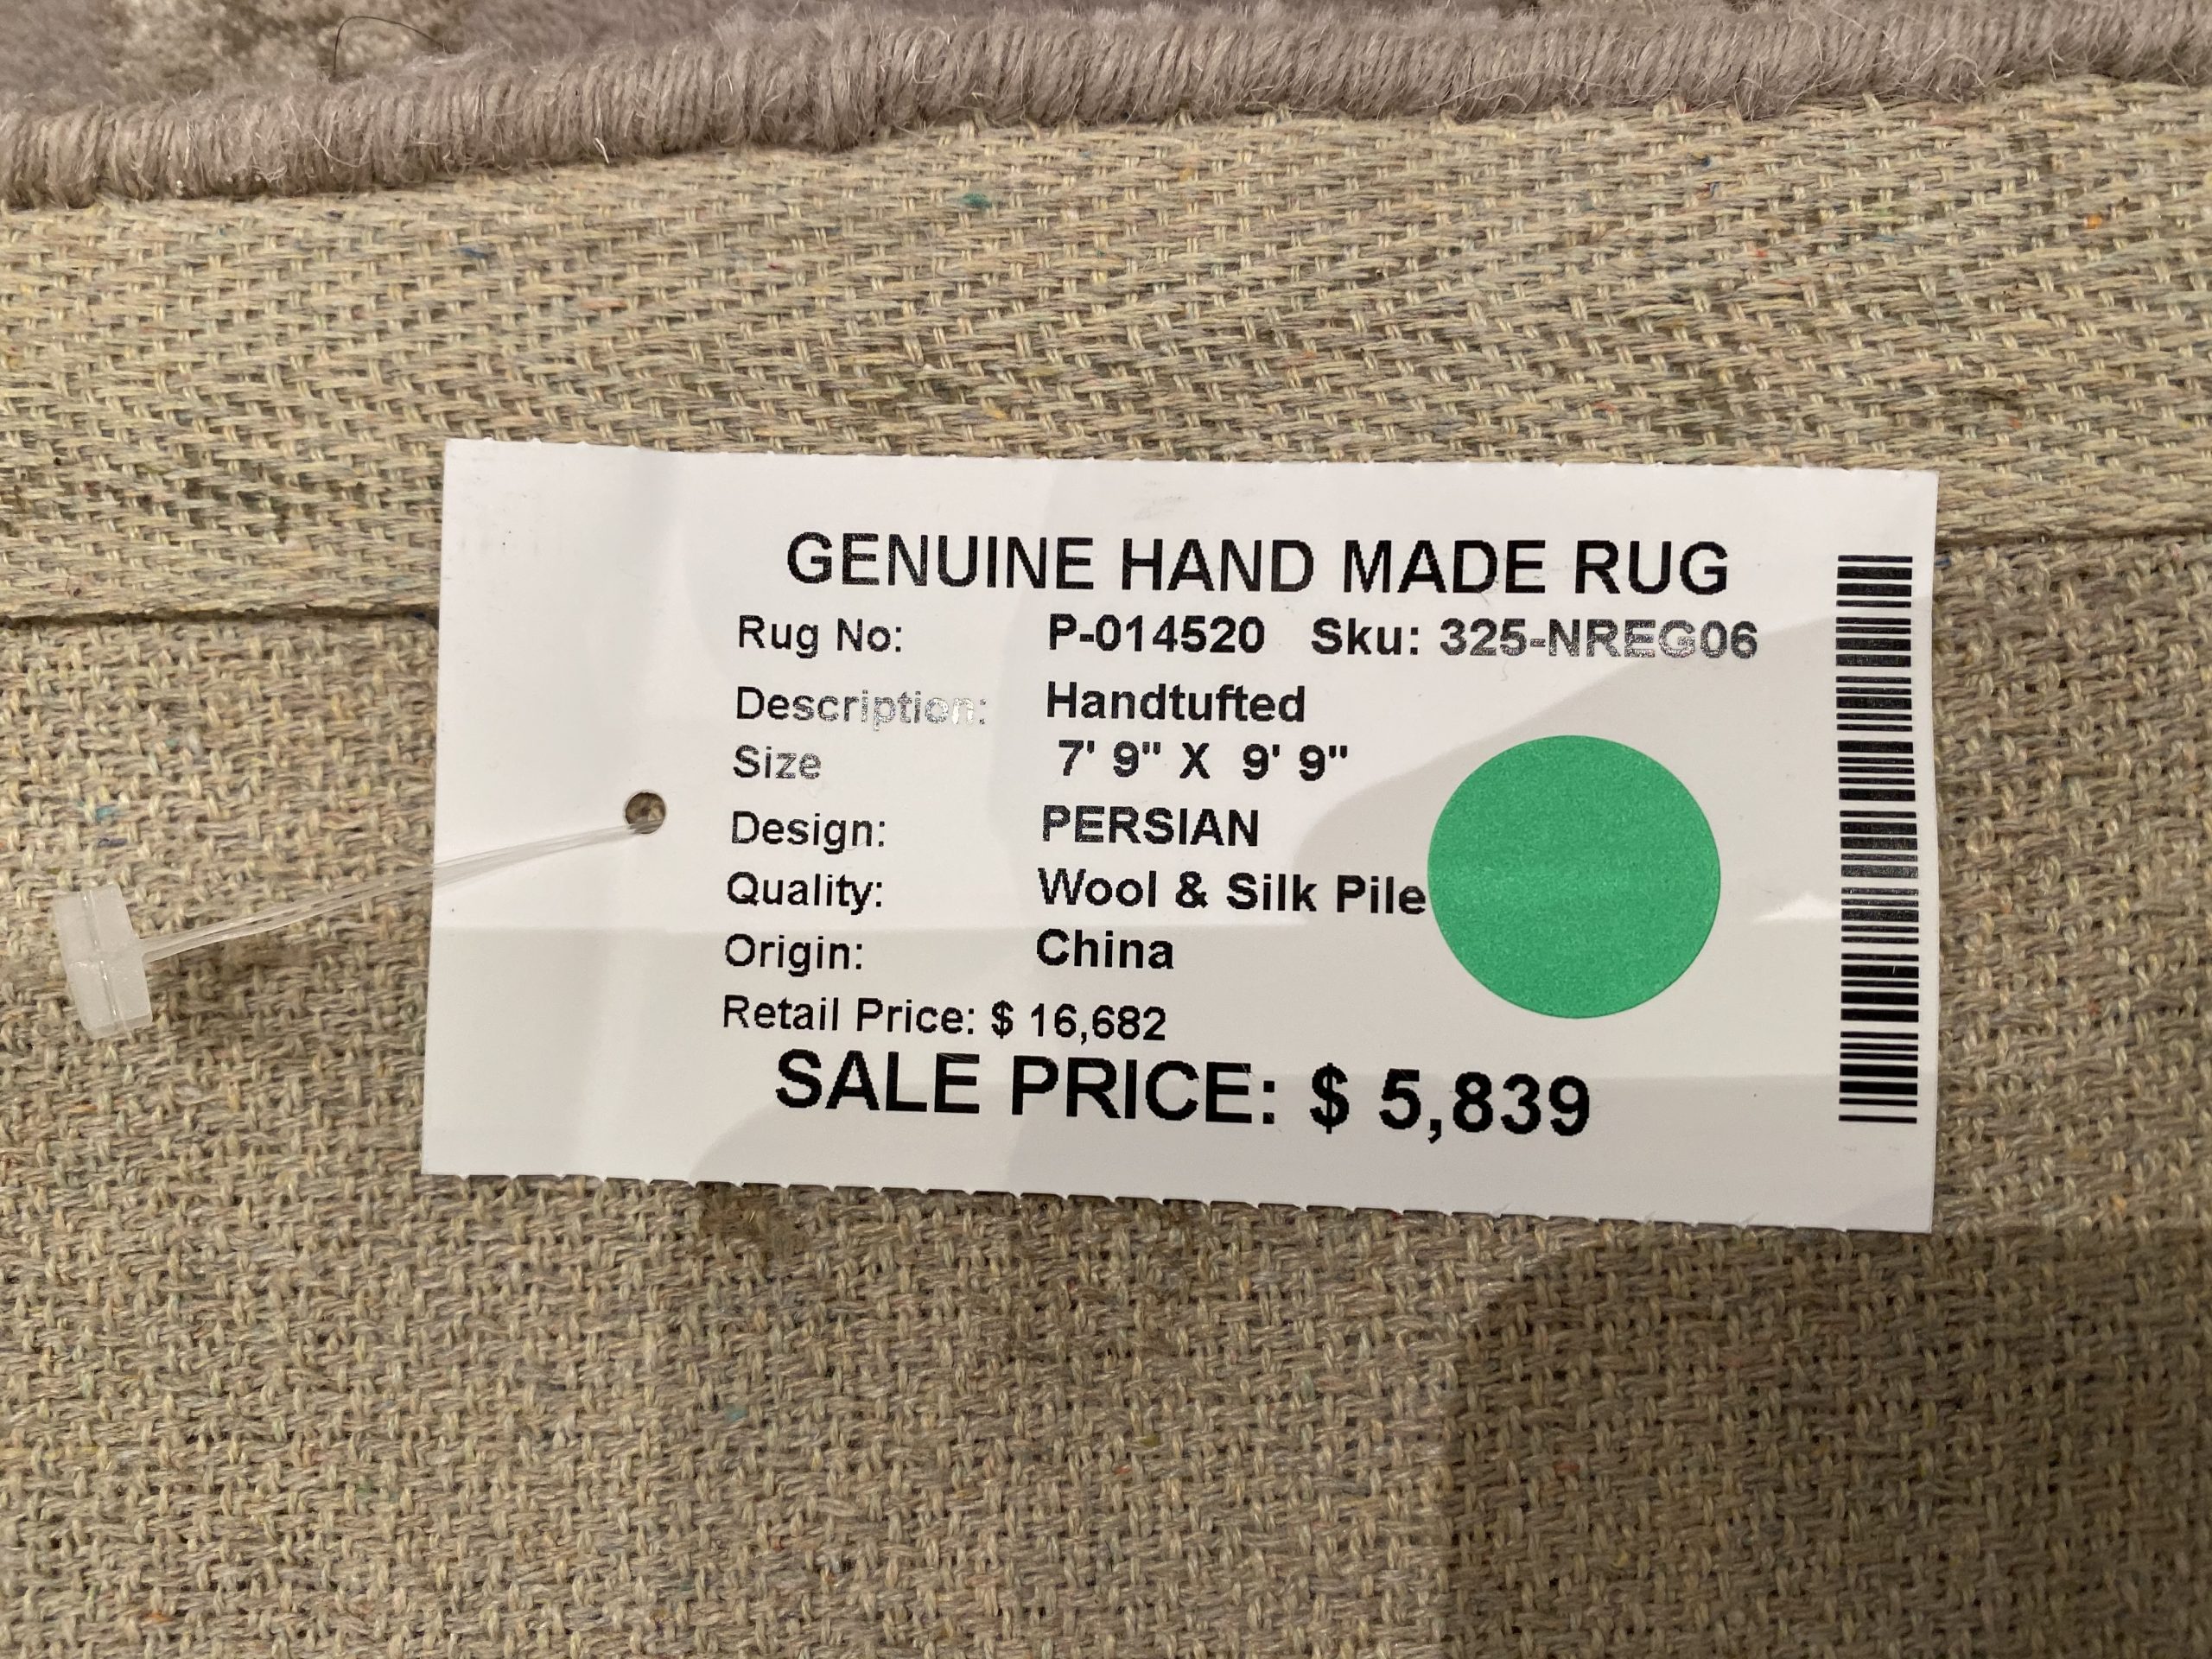 GENUINE HAND MADE RUG
Rug No: P-014520 Sku: 325-NREG06
Description: Handtufted
Size 7' 9" X 9' 9"
Design: PERSIAN
Quality: Wool & Silk Pile
Origin: China
Retail Price: $ 16,682
SALE PRICE: $ 5,839